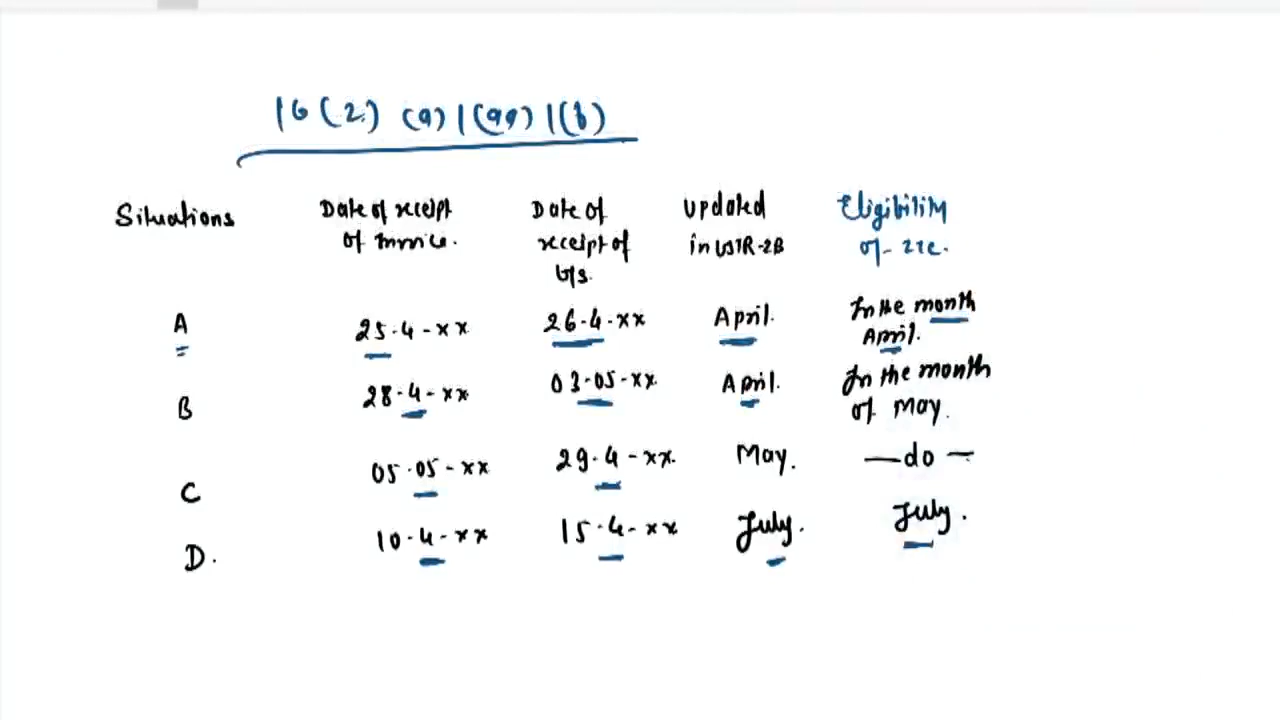 16(2) (a) | (aa) | (b)
Situations Date of receipt of Invoice. Date of receipt of G/s. updated in GSTR-2B Eligibility of ITC.
A 25.4-xx 26.4-xx April. In the month April.
B 28.4-xx 03.05-xx April. In the month of May.
C 05.05-xx 29.4-xx. May. —do—
D. 10.4-xx 15.4-xx July. July.